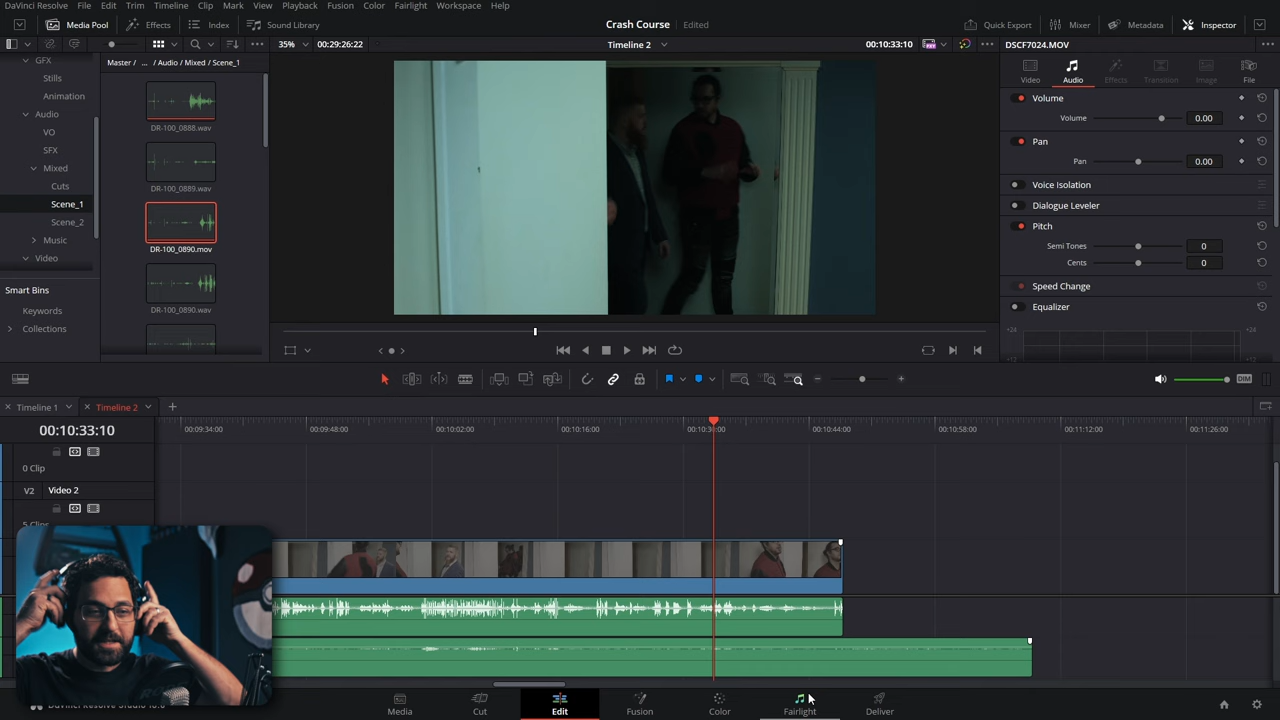 DaVinci Resolve File Edit Trim Timeline Clip Mark View Playback Fusion Color Fairlight Workspace Help
Media Pool Effects Index Sound Library Crash Course Edited Quick Export Mixer Metadata Inspector
35% 00:29:26:22 Timeline 2 00:10:33:10 DSCF7024.MOV
Master / ... / Audio / Mixed / Scene_1
GFX
Stills
Animation
Audio
VO
SFX
Mixed
Cuts
Scene_1
Scene_2
Music
Video
Smart Bins
Keywords
Collections
DR-100_0888.wav
DR-100_0889.wav
DR-100_0890.mov
DR-100_0890.wav
Video Audio Effects Transition Image File
Volume
Volume 0.00
Pan
Pan 0.00
Voice Isolation
Dialogue Leveler
Pitch
Semi Tones 0
Cents 0
Speed Change
Equalizer
+24 +24
+12
DIM
Timeline 1 Timeline 2
00:10:33:10
00:09:34:00 00:09:48:00 00:10:02:00 00:10:16:00 00:10:30:00 00:10:44:00 00:10:58:00 00:11:12:00 00:11:26:00
0 Clip
V2 Video 2
5 Clips
Media Cut Edit Fusion Color Fairlight Deliver